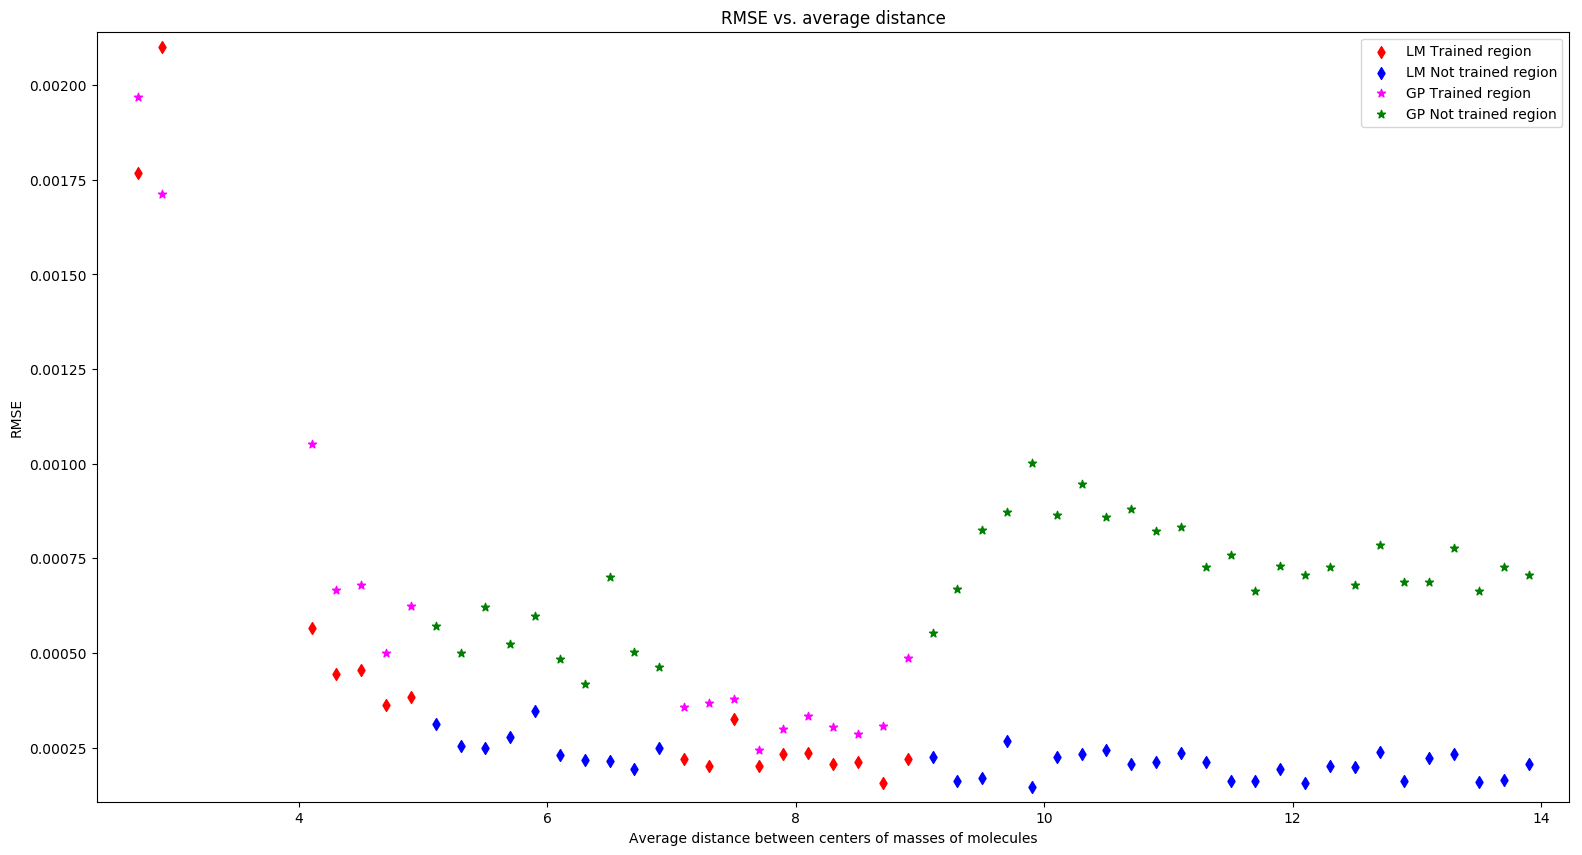 RMSE vs. average distance
LM Trained region
LM Not trained region
GP Trained region
GP Not trained region
0.00200
0.00175
0.00150
0.00125
0.00100
0.00075
0.00050
0.00025
RMSE
4
6
8
10
12
14
Average distance between centers of masses of molecules